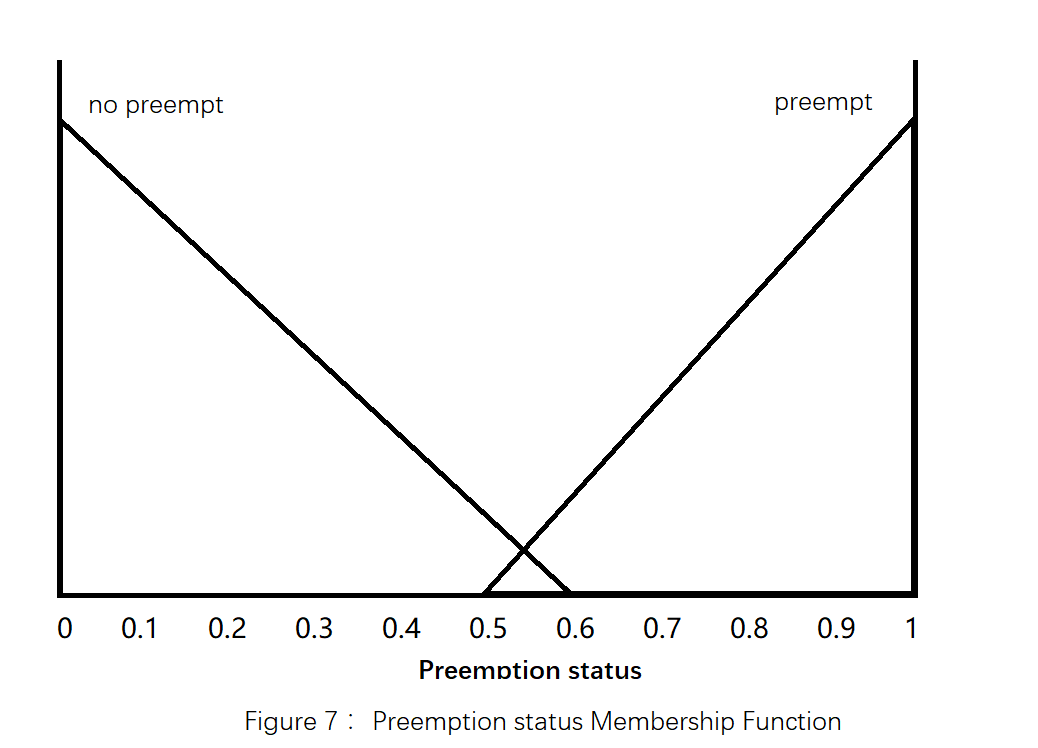 no preempt
preempt
0 0.1 0.2 0.3 0.4 0.5 0.6 0.7 0.8 0.9 1
Preemption status
Figure 7： Preemption status Membership Function